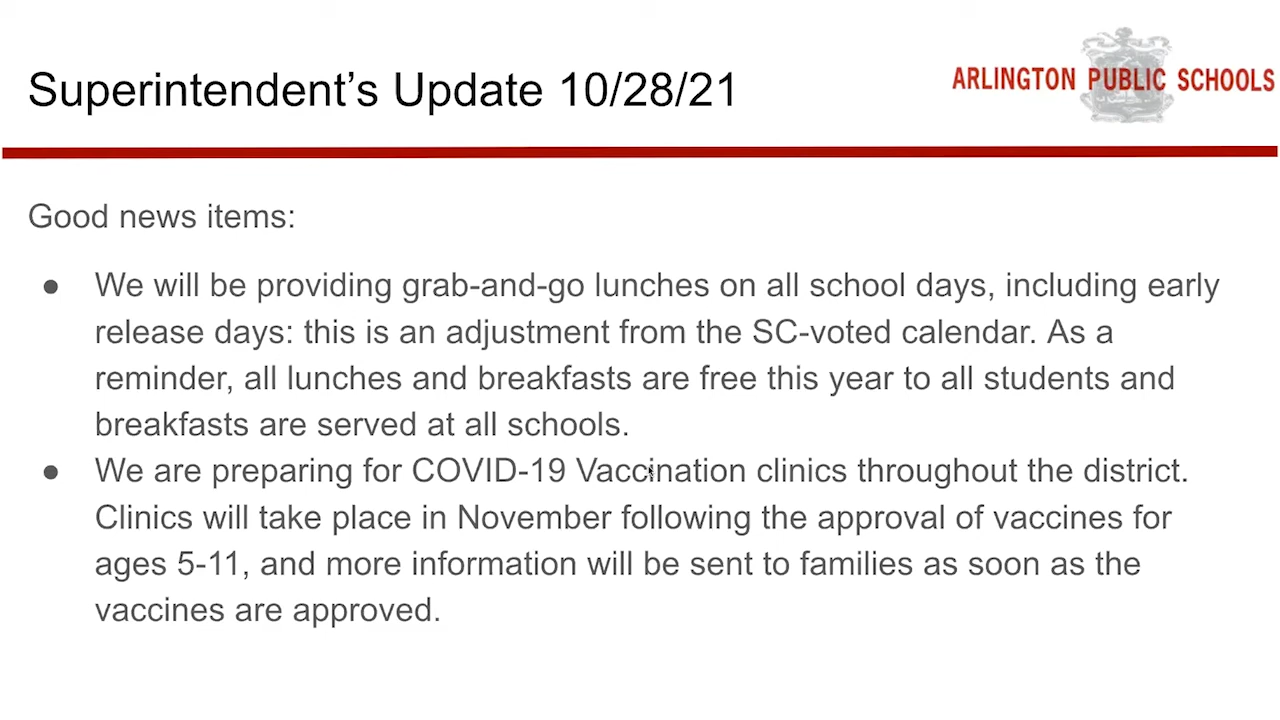 Superintendent’s Update 10/28/21
ARLINGTON PUBLIC SCHOOLS
Good news items:
● We will be providing grab-and-go lunches on all school days, including early
release days: this is an adjustment from the SC-voted calendar. As a
reminder, all lunches and breakfasts are free this year to all students and
breakfasts are served at all schools.
● We are preparing for COVID-19 Vaccination clinics throughout the district.
Clinics will take place in November following the approval of vaccines for
ages 5-11, and more information will be sent to families as soon as the
vaccines are approved.